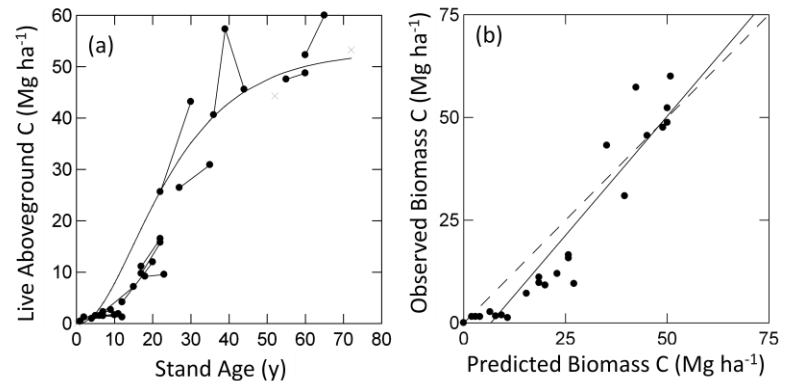 (a)
Live Aboveground C (Mg ha⁻¹)
60
50
40
30
20
10
0
0 10 20 30 40 50 60 70 80
Stand Age (y)
(b)
Observed Biomass C (Mg ha⁻¹)
75
50
25
0
0 25 50 75
Predicted Biomass C (Mg ha⁻¹)